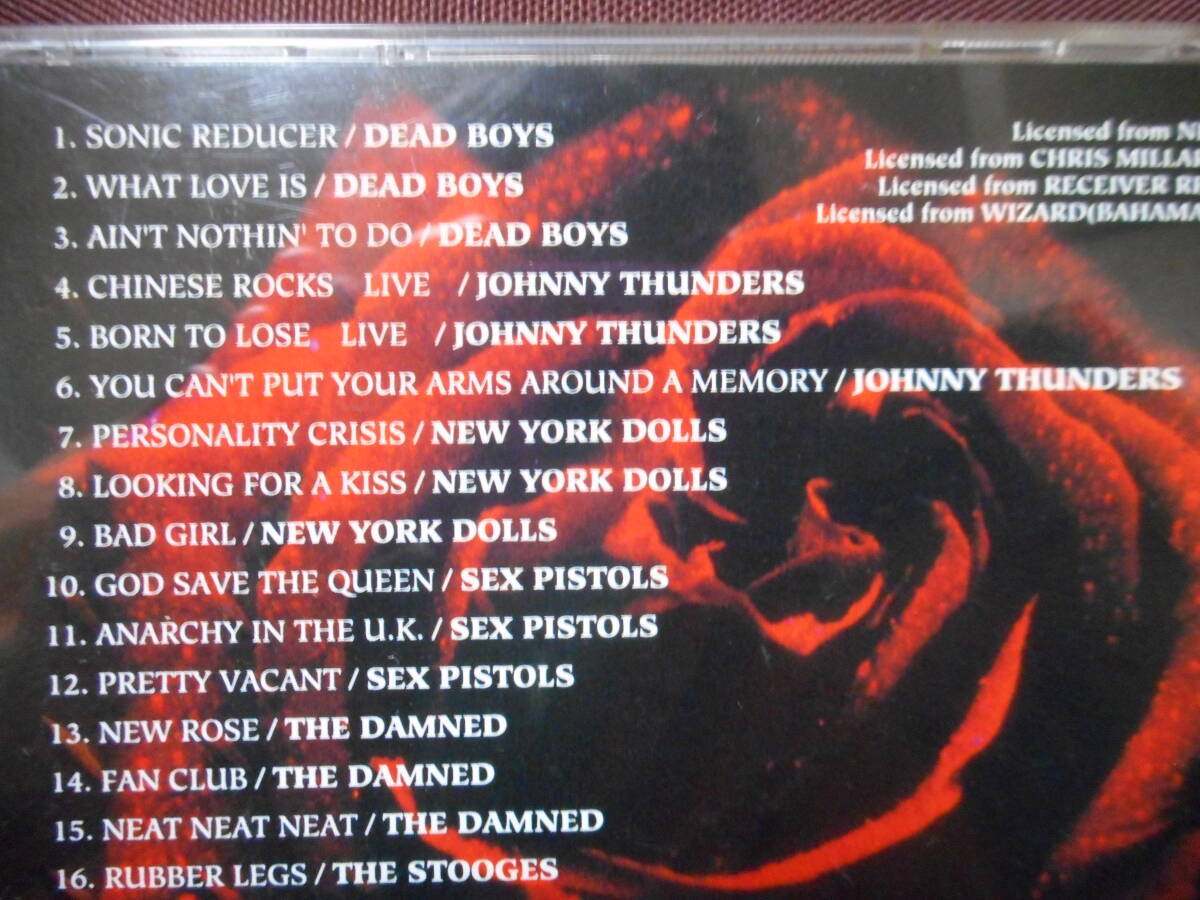 1. SONIC REDUCER / DEAD BOYS
2. WHAT LOVE IS / DEAD BOYS
3. AIN'T NOTHIN' TO DO / DEAD BOYS
4. CHINESE ROCKS LIVE / JOHNNY THUNDERS
5. BORN TO LOSE LIVE / JOHNNY THUNDERS
6. YOU CAN'T PUT YOUR ARMS AROUND A MEMORY / JOHNNY THUNDERS
7. PERSONALITY CRISIS / NEW YORK DOLLS
8. LOOKING FOR A KISS / NEW YORK DOLLS
9. BAD GIRL / NEW YORK DOLLS
10. GOD SAVE THE QUEEN / SEX PISTOLS
11. ANARCHY IN THE U.K. / SEX PISTOLS
12. PRETTY VACANT / SEX PISTOLS
13. NEW ROSE / THE DAMNED
14. FAN CLUB / THE DAMNED
15. NEAT NEAT NEAT / THE DAMNED
16. RUBBER LEGS / THE STOOGES
Licensed from
Licensed from CHRIS
Licensed from RECEIVER
Licensed from